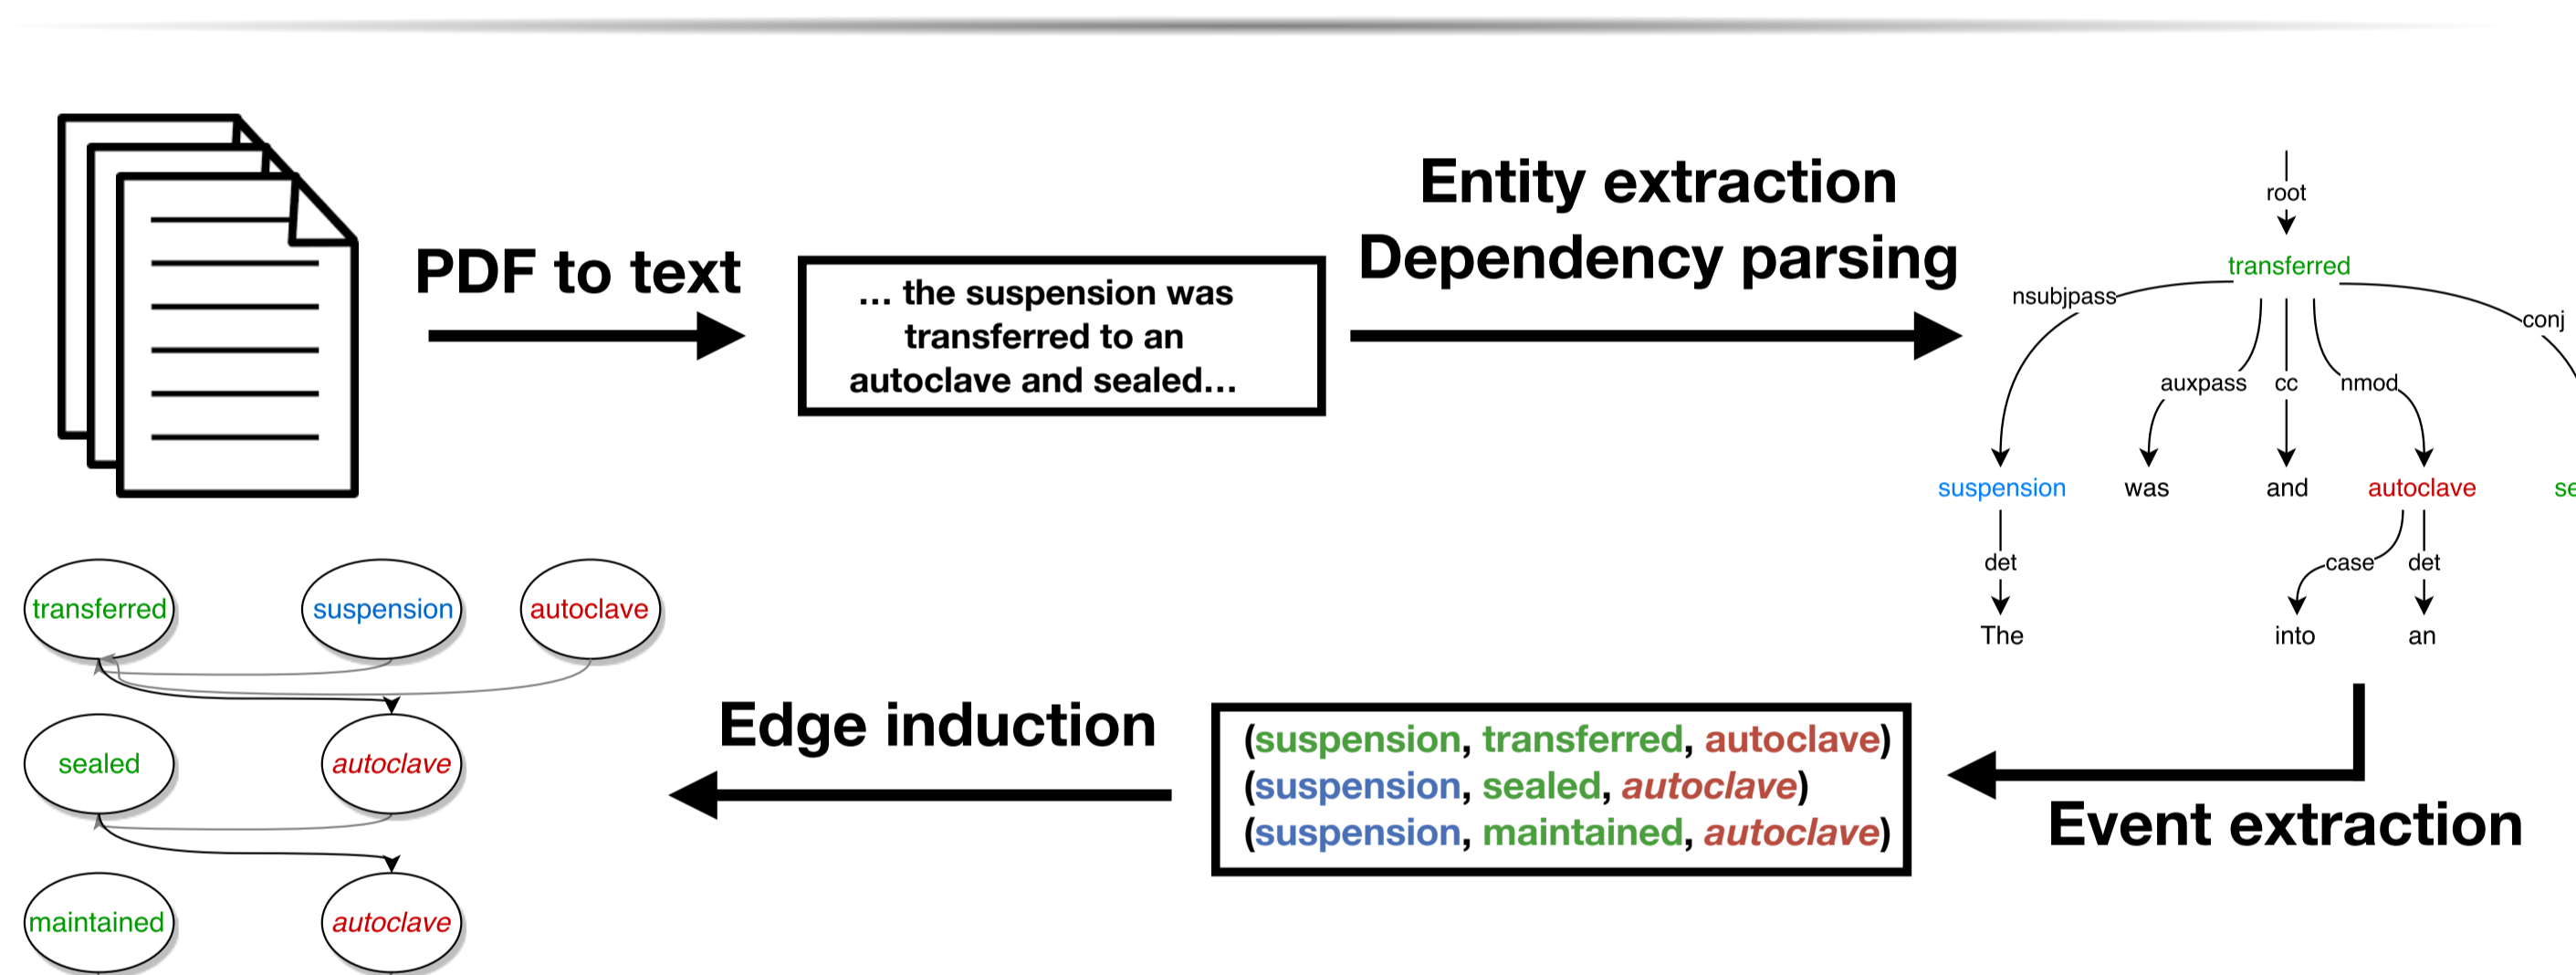 PDF to text
... the suspension was
transferred to an
autoclave and sealed...
Entity extraction
Dependency parsing
root
transferred
nsubjpass
conj
auxpass cc nmod
suspension was and autoclave se
det case det
The into an
Event extraction
(suspension, transferred, autoclave)
(suspension, sealed, autoclave)
(suspension, maintained, autoclave)
Edge induction
transferred suspension autoclave
sealed autoclave
maintained autoclave